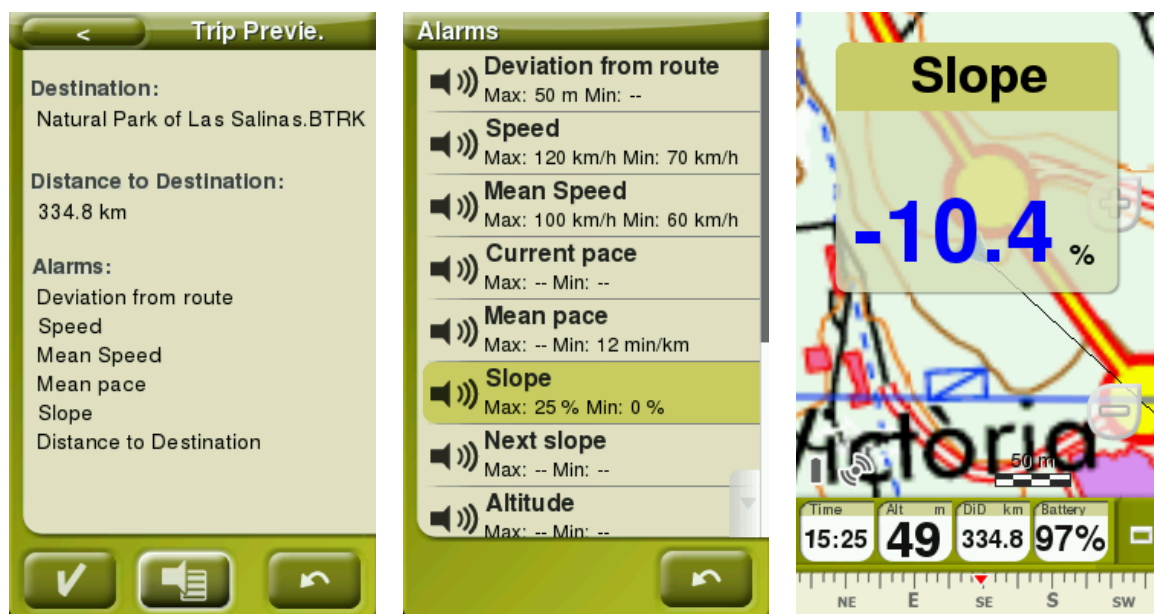 <
Trip Previe.
Destination:
Natural Park of Las Salinas.BTRK
Distance to Destination:
334.8 km
Alarms:
Deviation from route
Speed
Mean Speed
Mean pace
Slope
Distance to Destination
Alarms
Deviation from route
Max: 50 m Min: --
Speed
Max: 120 km/h Min: 70 km/h
Mean Speed
Max: 100 km/h Min: 60 km/h
Current pace
Max: -- Min: --
Mean pace
Max: -- Min: 12 min/km
Slope
Max: 25 % Min: 0 %
Next slope
Max: -- Min: --
Altitude
Max: -- Min: --
Slope
-10.4 %
Victòria
50 m
Time Alt m DiD km Battery
15:25 49 334.8 97%
NE E SE S SW